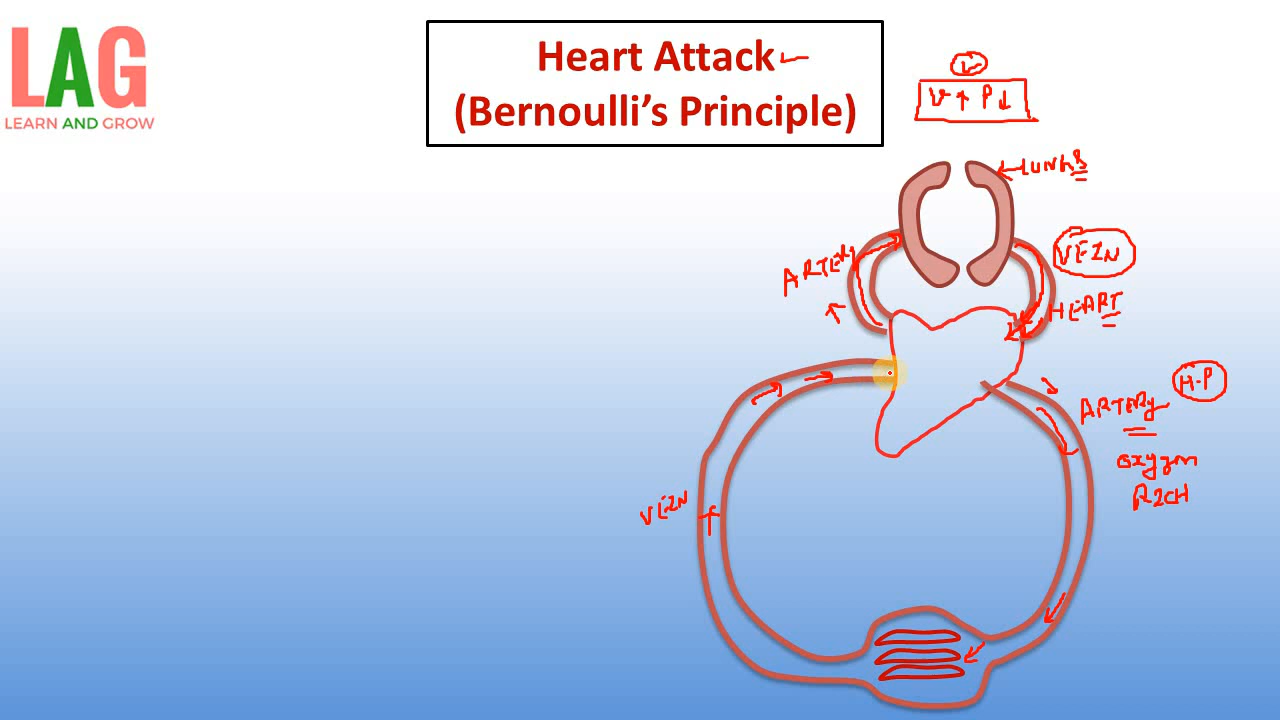 LAG
LEARN AND GROW
Heart Attack
(Bernoulli's Principle)
V↑ P↓
LUNGS
ARTERY
VEIN
HEART
H-P
ARTERY
OXYGEN
RICH
VEIN